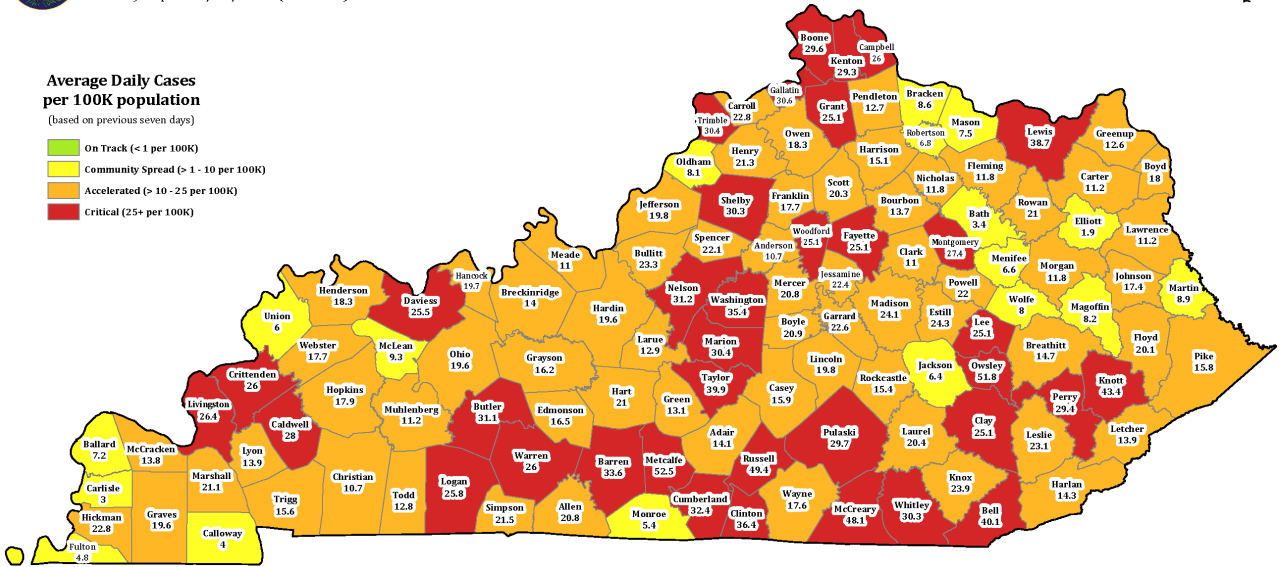 Average Daily Cases
per 100K population
(based on previous seven days)
On Track (< 1 per 100K)
Community Spread (> 1 - 10 per 100K)
Accelerated (> 10 - 25 per 100K)
Critical (25+ per 100K)
Boone
29.6
Kenton
29.3
Campbell
26
Gallatin
30.6
Grant
25.1
Pendleton
12.7
Bracken
8.6
Mason
7.5
Robertson
6.8
Lewis
38.7
Greenup
12.6
Boyd
18
Carter
11.2
Trimble
30.4
Carroll
22.8
Owen
18.3
Henry
21.3
Oldham
8.1
Harrison
15.1
Nicholas
11.8
Fleming
11.8
Rowan
21
Elliott
1.9
Lawrence
11.2
Jefferson
19.8
Shelby
30.3
Franklin
17.7
Scott
20.3
Bourbon
13.7
Bath
3.4
Montgomery
27.4
Menifee
6.6
Morgan
11.8
Johnson
17.4
Martin
8.9
Spencer
22.1
Anderson
10.7
Woodford
25.1
Fayette
25.1
Clark
11
Powell
22
Wolfe
8
Magoffin
8.2
Floyd
20.1
Pike
15.8
Meade
11
Bullitt
23.3
Nelson
31.2
Washington
35.4
Mercer
20.8
Jessamine
22.4
Madison
24.1
Estill
24.3
Lee
25.1
Breathitt
14.7
Knott
43.4
Hancock
19.7
Breckinridge
14
Hardin
19.6
Larue
12.9
Marion
30.4
Boyle
20.9
Garrard
22.6
Lincoln
19.8
Rockcastle
15.4
Jackson
6.4
Owsley
51.8
Perry
29.4
Letcher
13.9
Henderson
18.3
Daviess
25.5
Union
6
Webster
17.7
McLean
9.3
Ohio
19.6
Grayson
16.2
Hart
21
Green
13.1
Taylor
39.9
Casey
15.9
Pulaski
29.7
Laurel
20.4
Clay
25.1
Leslie
23.1
Harlan
14.3
Crittenden
26
Livingston
26.4
Hopkins
17.9
Caldwell
28
Muhlenberg
11.2
Butler
31.1
Edmonson
16.5
Warren
26
Barren
33.6
Metcalfe
52.5
Adair
14.1
Russell
49.4
Wayne
17.6
McCreary
48.1
Whitley
30.3
Knox
23.9
Bell
40.1
Ballard
7.2
McCracken
13.8
Lyon
13.9
Marshall
21.1
Trigg
15.6
Christian
10.7
Todd
12.8
Logan
25.8
Simpson
21.5
Allen
20.8
Monroe
5.4
Cumberland
32.4
Clinton
36.4
Carlisle
3
Hickman
22.8
Graves
19.6
Calloway
4
Fulton
4.8